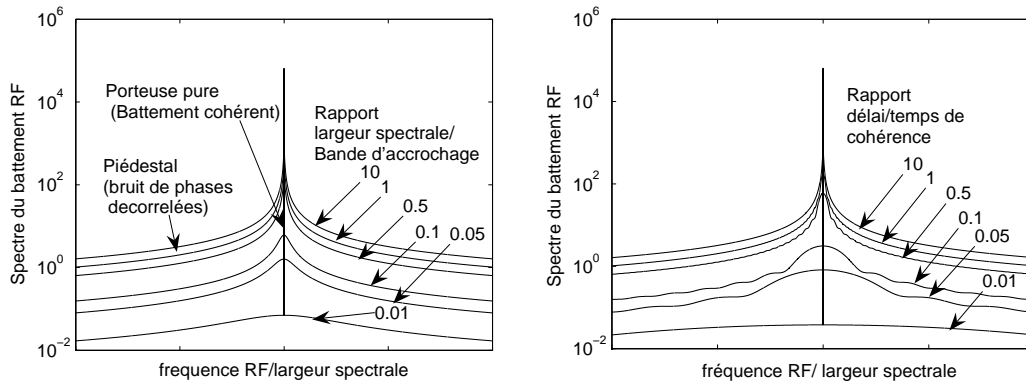 10^6
10^4
10^2
10^0
10^-2
Spectre du battement RF
Porteuse pure
(Battement cohérent)
Piédestal
(bruit de phases
decorrelées)
Rapport
largeur spectrale/
Bande d'accrochage
10
1
0.5
0.1
0.05
0.01
frequence RF/largeur spectrale
10^6
10^4
10^2
10^0
10^-2
Spectre du battement RF
Rapport
délai/temps de
cohérence
10
1
0.5
0.1
0.05
0.01
fréquence RF/ largeur spectrale